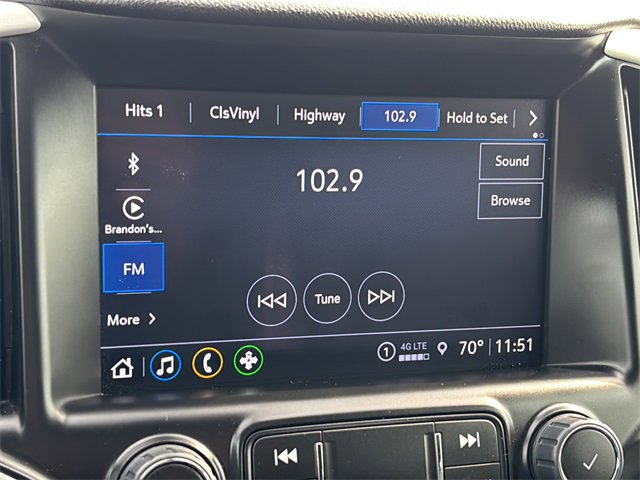 Hits 1 ClsVinyl Highway 102.9 Hold to Set
102.9
Sound
Browse
Brandon's...
FM
Tune
More
1 4G LTE 70° 11:51